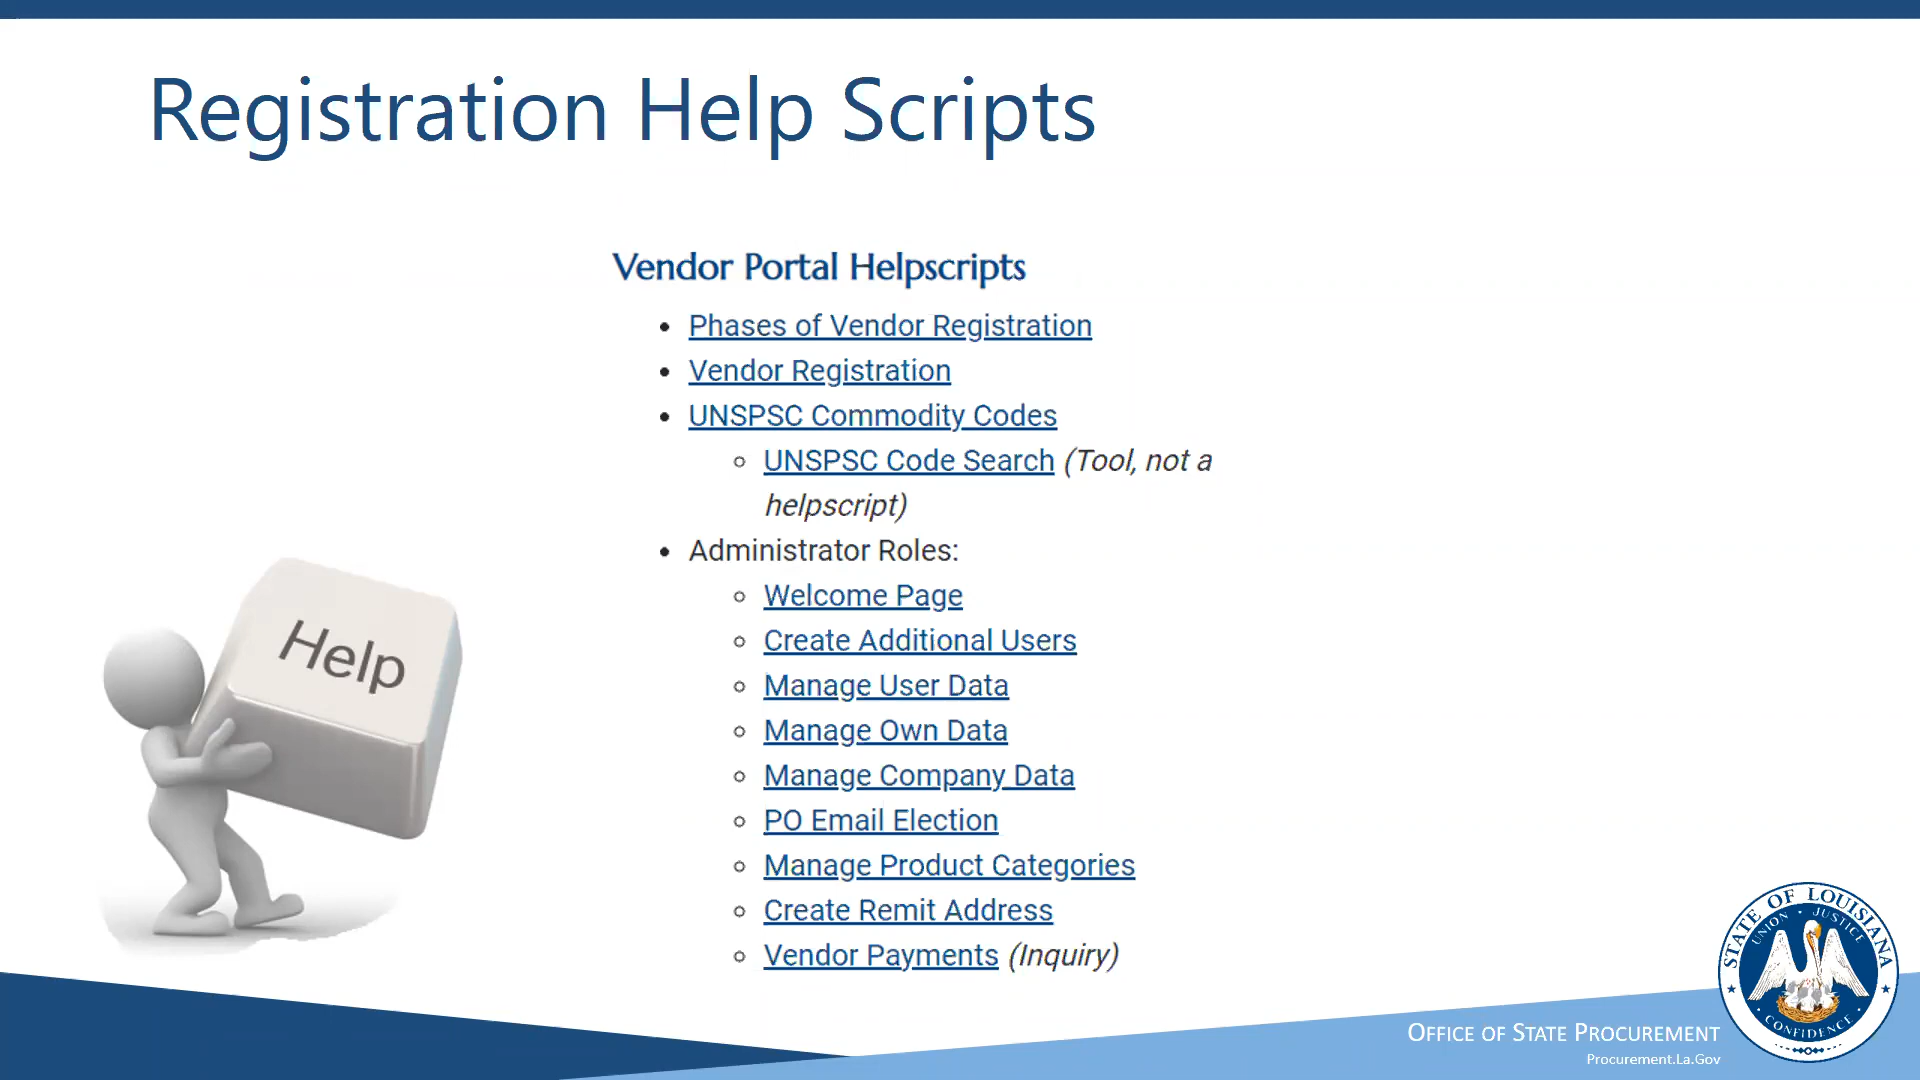 Registration Help Scripts
Vendor Portal Helpscripts
Phases of Vendor Registration
Vendor Registration
UNSPSC Commodity Codes
UNSPSC Code Search (Tool, not a
helpscript)
Administrator Roles:
Welcome Page
Create Additional Users
Manage User Data
Manage Own Data
Manage Company Data
PO Email Election
Manage Product Categories
Create Remit Address
Vendor Payments (Inquiry)
Help
STATE OF LOUISIANA
UNION · JUSTICE
CONFIDENCE
OFFICE OF STATE PROCUREMENT
Procurement.La.Gov